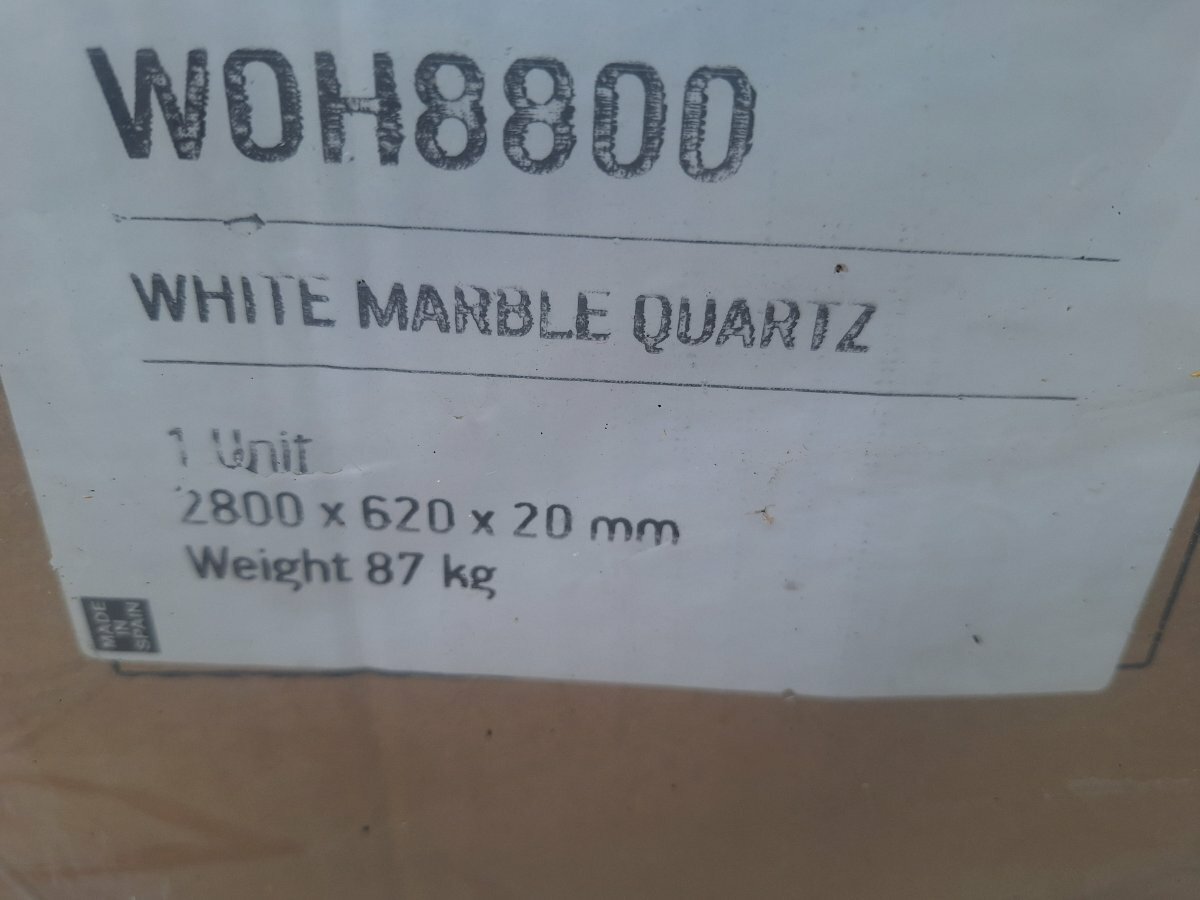 WOH8800
WHITE MARBLE QUARTZ
1 Unit
2800 x 620 x 20 mm
Weight 87 kg
MADE
IN
SPAIN